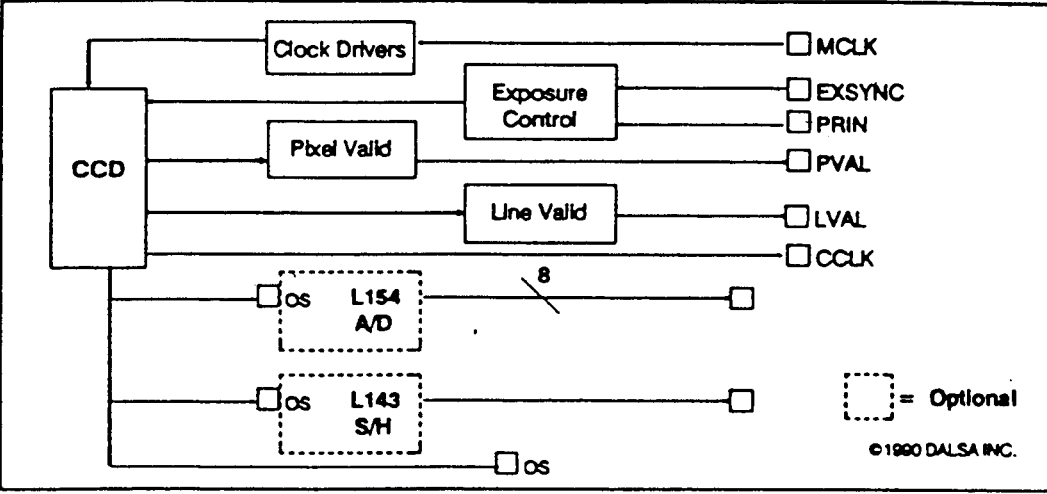 Clock Drivers
MCLK
Exposure
Control
EXSYNC
PRIN
CCD
Pixel Valid
PVAL
Line Valid
LVAL
CCLK
8
OS
L154
A/D
OS
L143
S/H
= Optional
OS
©1990 DALSA INC.